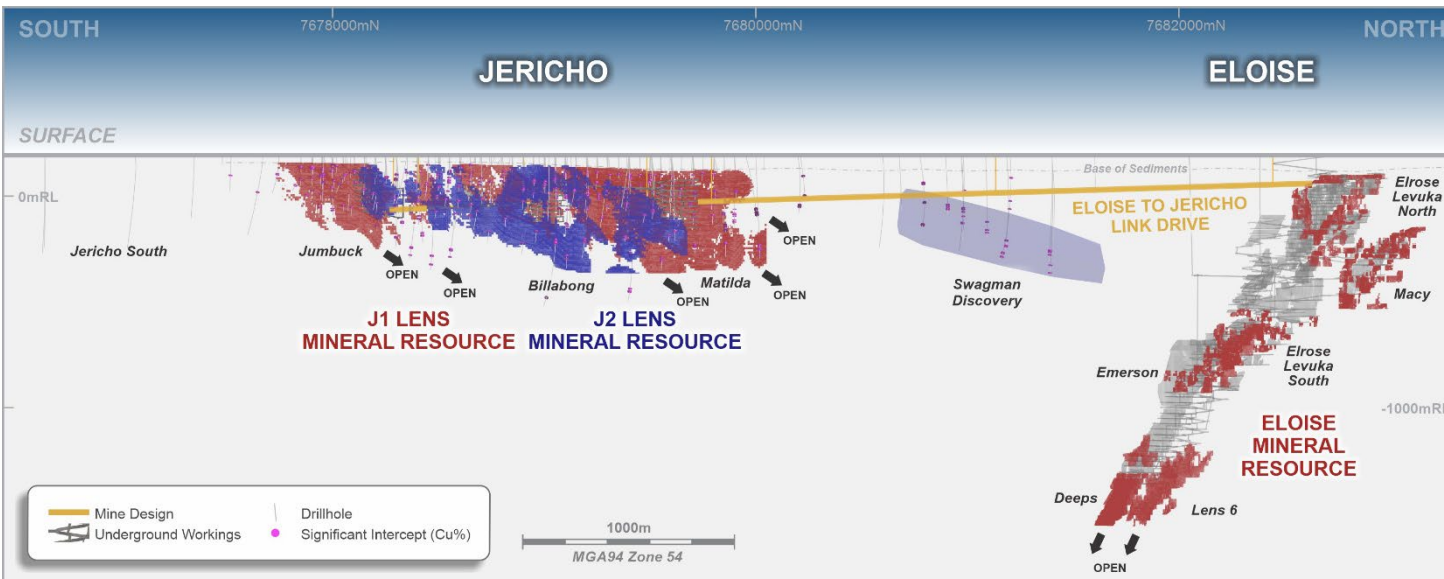 SOUTH
7678000mN
7680000mN
7682000mN
NORTH
JERICHO
ELOISE
SURFACE
Base of Sediments
0mRL
Elrose
Levuka
North
ELOISE TO JERICHO
LINK DRIVE
Jericho South
Jumbuck
OPEN
OPEN
Billabong
OPEN
Matilda
OPEN
OPEN
Swagman
Discovery
Macy
J1 LENS
MINERAL RESOURCE
J2 LENS
MINERAL RESOURCE
Emerson
Elrose
Levuka
South
-1000mRL
ELOISE
MINERAL
RESOURCE
Deeps
Lens 6
OPEN
Mine Design
Underground Workings
Drillhole
Significant Intercept (Cu%)
1000m
MGA94 Zone 54